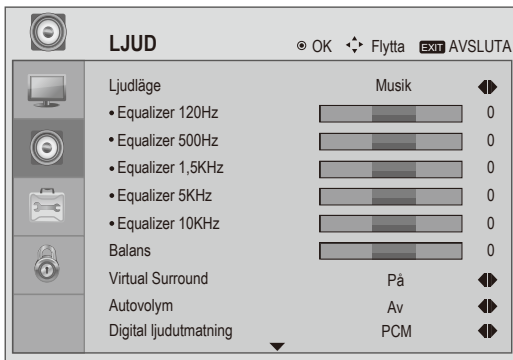 LJUD OK Flytta EXIT AVSLUTA
Ljudläge Musik
• Equalizer 120Hz 0
• Equalizer 500Hz 0
• Equalizer 1,5KHz 0
• Equalizer 5KHz 0
• Equalizer 10KHz 0
Balans 0
Virtual Surround På
Autovolym Av
Digital ljudutmatning PCM